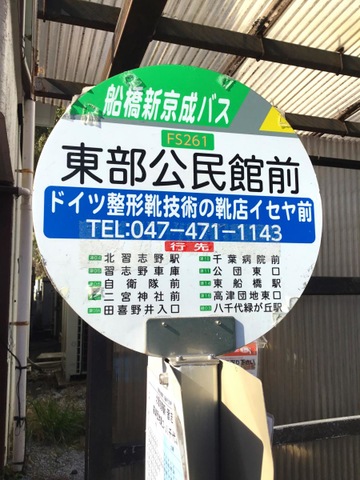 船橋新京成バス
FS261
東部公民館前
ドイツ整形靴技術の靴店イセヤ前
TEL:047-471-1143
行先
北習志野駅
千葉病院前
習志野車庫
公団東口
自衛隊前
東船橋駅
二宮神社前
高津団地東口
田喜野井入口
八千代緑が丘駅